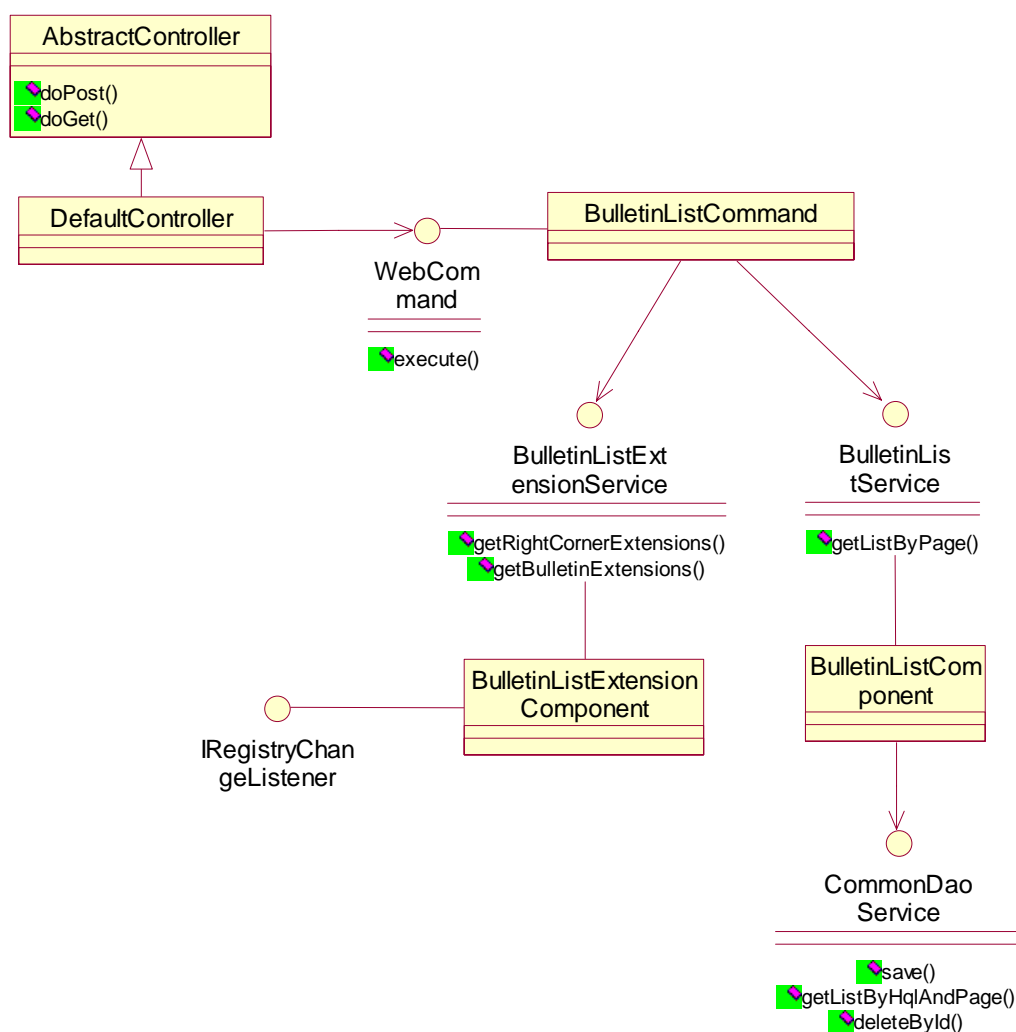 AbstractController
doPost()
doGet()
DefaultController
BulletinListCommand
WebCom
mand
execute()
BulletinListExt
ensionService
getRightCornerExtensions()
getBulletinExtensions()
BulletinLis
tService
getListByPage()
BulletinListExtension
Component
BulletinListCom
ponent
IRegistryChan
geListener
CommonDao
Service
save()
getListByHqlAndPage()
deleteById()